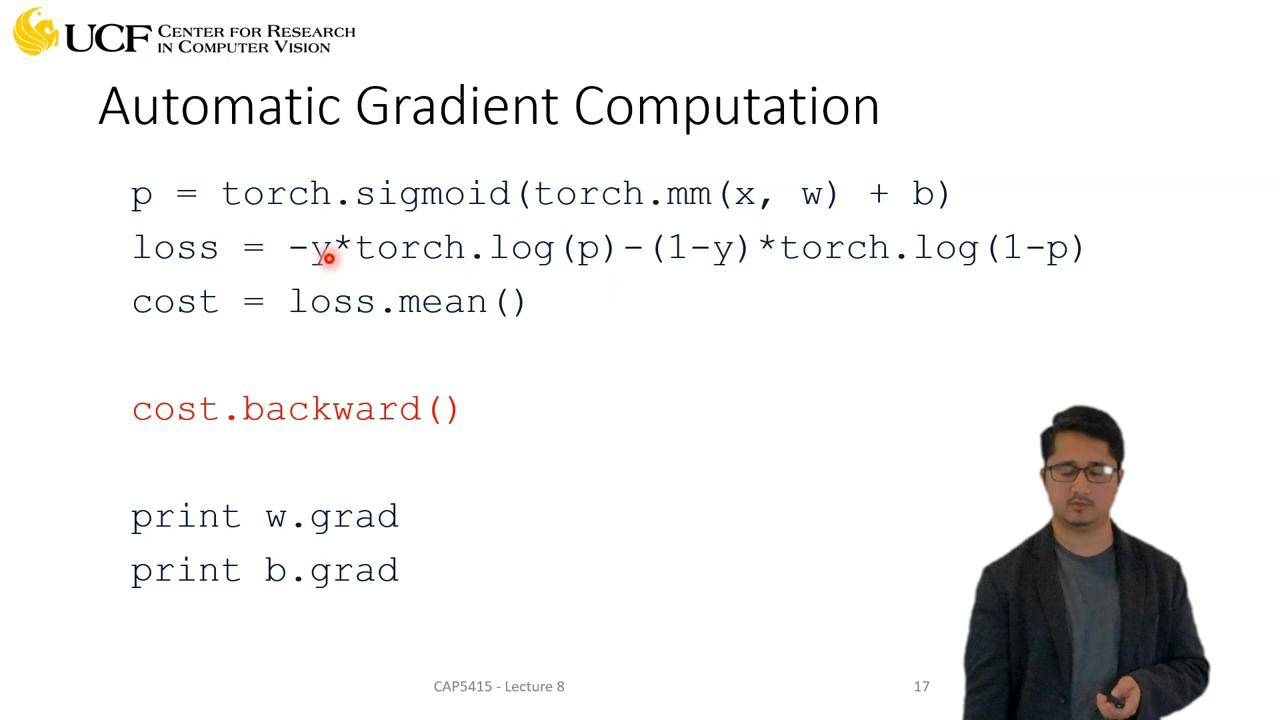 UCF CENTER FOR RESEARCH
IN COMPUTER VISION
Automatic Gradient Computation
p = torch.sigmoid(torch.mm(x, w) + b)
loss = -y*torch.log(p)-(1-y)*torch.log(1-p)
cost = loss.mean()
cost.backward()
print w.grad
print b.grad
CAP5415 - Lecture 8
17